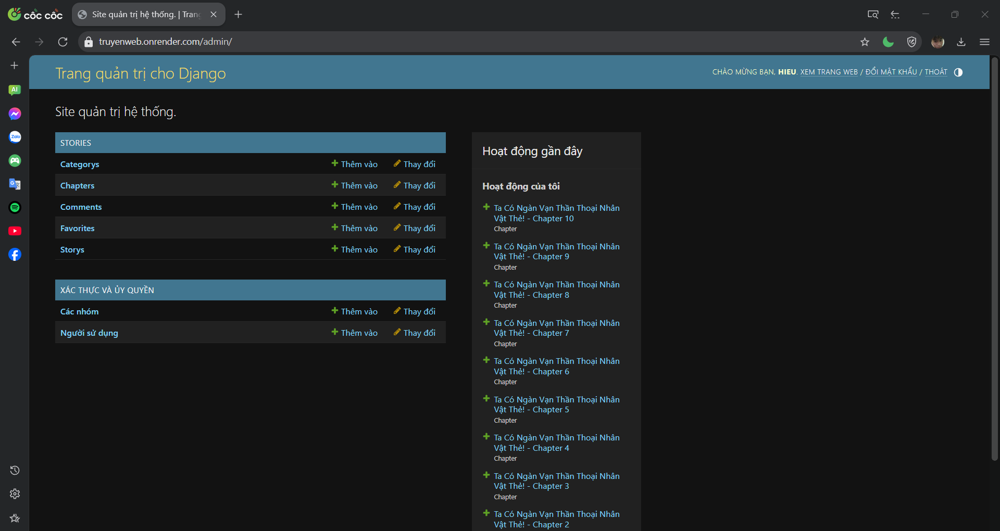 cốc cốc
Site quản trị hệ thống. | Trang
truyenweb.onrender.com/admin/
Trang quản trị cho Django
CHÀO MỪNG BẠN, HIEU. XEM TRANG WEB / ĐỔI MẬT KHẨU / THOÁT
AI
Zalo
Site quản trị hệ thống.
STORIES
Categorys Thêm vào Thay đổi
Chapters Thêm vào Thay đổi
Comments Thêm vào Thay đổi
Favorites Thêm vào Thay đổi
Storys Thêm vào Thay đổi
XÁC THỰC VÀ ỦY QUYỀN
Các nhóm Thêm vào Thay đổi
Người sử dụng Thêm vào Thay đổi
Hoạt động gần đây
Hoạt động của tôi
Ta Có Ngàn Vạn Thần Thoại Nhân
Vật Thẻ! - Chapter 10
Chapter
Ta Có Ngàn Vạn Thần Thoại Nhân
Vật Thẻ! - Chapter 9
Chapter
Ta Có Ngàn Vạn Thần Thoại Nhân
Vật Thẻ! - Chapter 8
Chapter
Ta Có Ngàn Vạn Thần Thoại Nhân
Vật Thẻ! - Chapter 7
Chapter
Ta Có Ngàn Vạn Thần Thoại Nhân
Vật Thẻ! - Chapter 6
Chapter
Ta Có Ngàn Vạn Thần Thoại Nhân
Vật Thẻ! - Chapter 5
Chapter
Ta Có Ngàn Vạn Thần Thoại Nhân
Vật Thẻ! - Chapter 4
Chapter
Ta Có Ngàn Vạn Thần Thoại Nhân
Vật Thẻ! - Chapter 3
Chapter
Ta Có Ngàn Vạn Thần Thoại Nhân
Vật Thẻ! - Chapter 2